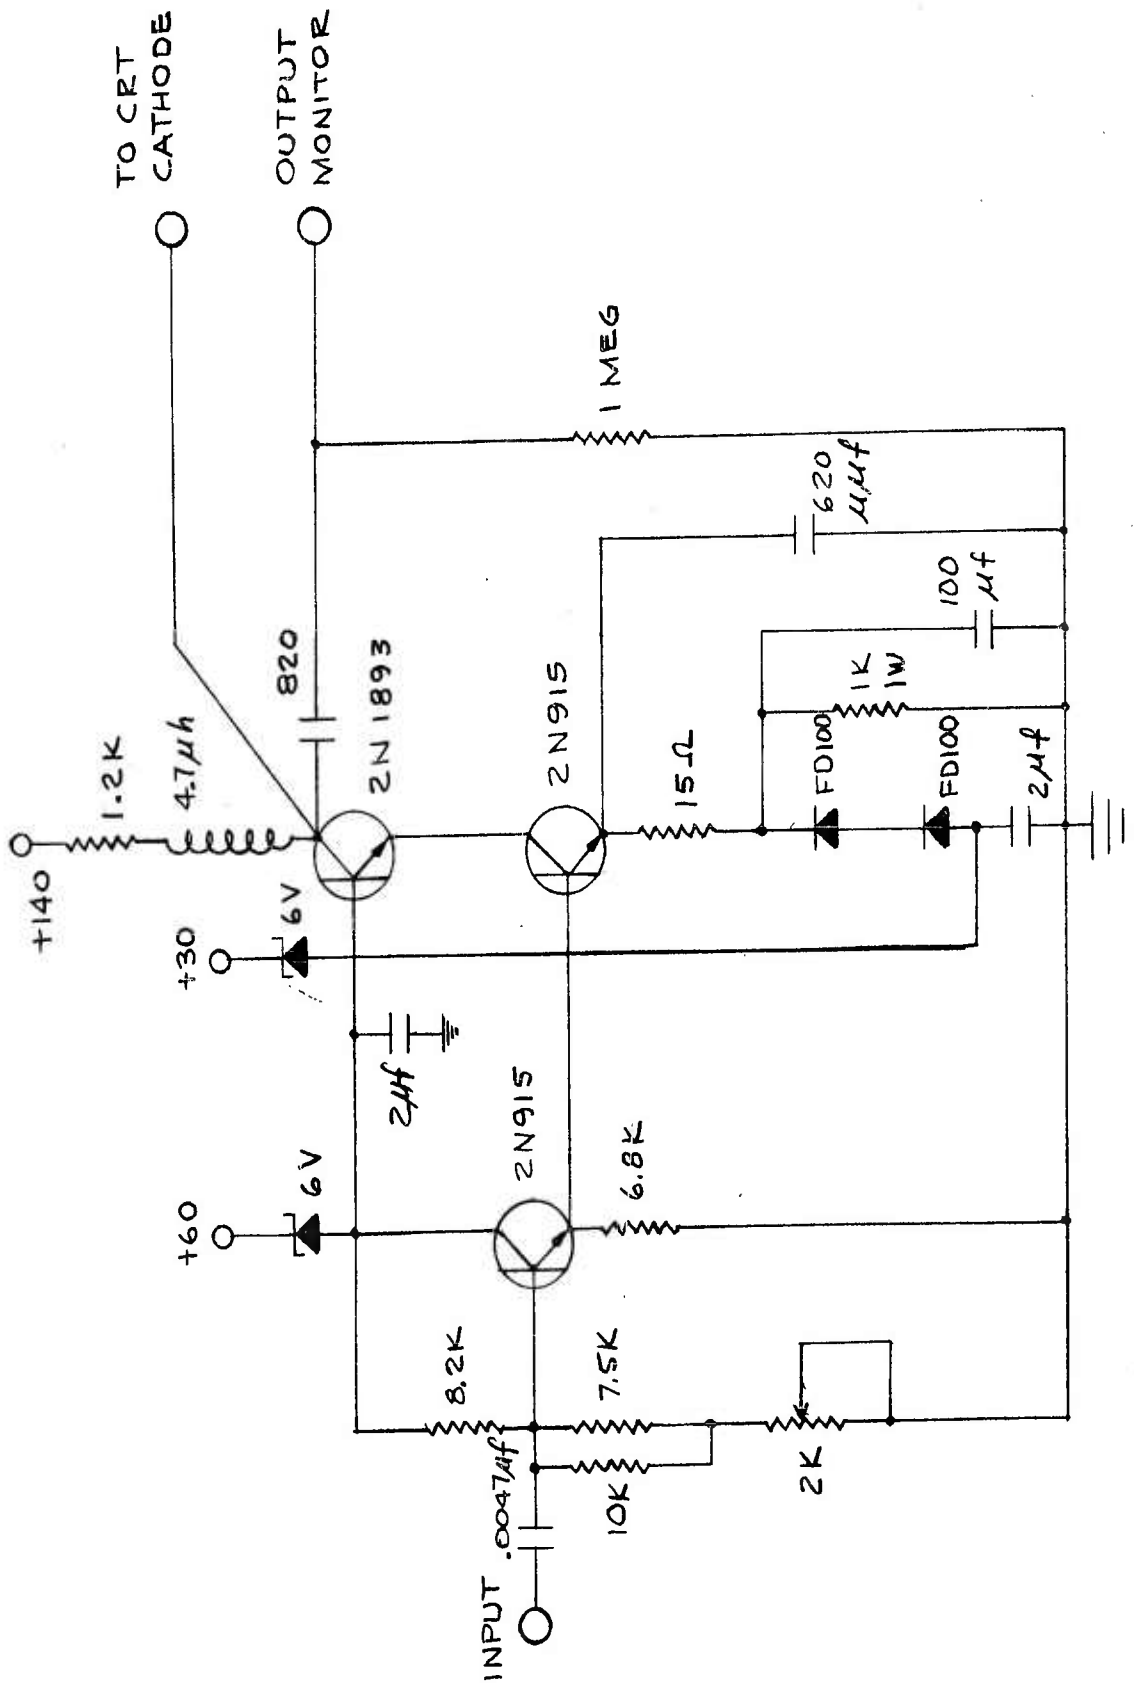 TO CRT
CATHODE
OUTPUT
MONITOR
+140
1.2K
4.7μh
820
2N1893
+30
6V
2μf
+60
6V
2N915
2N915
6.8K
15Ω
1 MEG
620
μμf
100
μf
1K
1W
FD100
FD100
2μf
8.2K
7.5K
.0047μf
10K
2K
INPUT